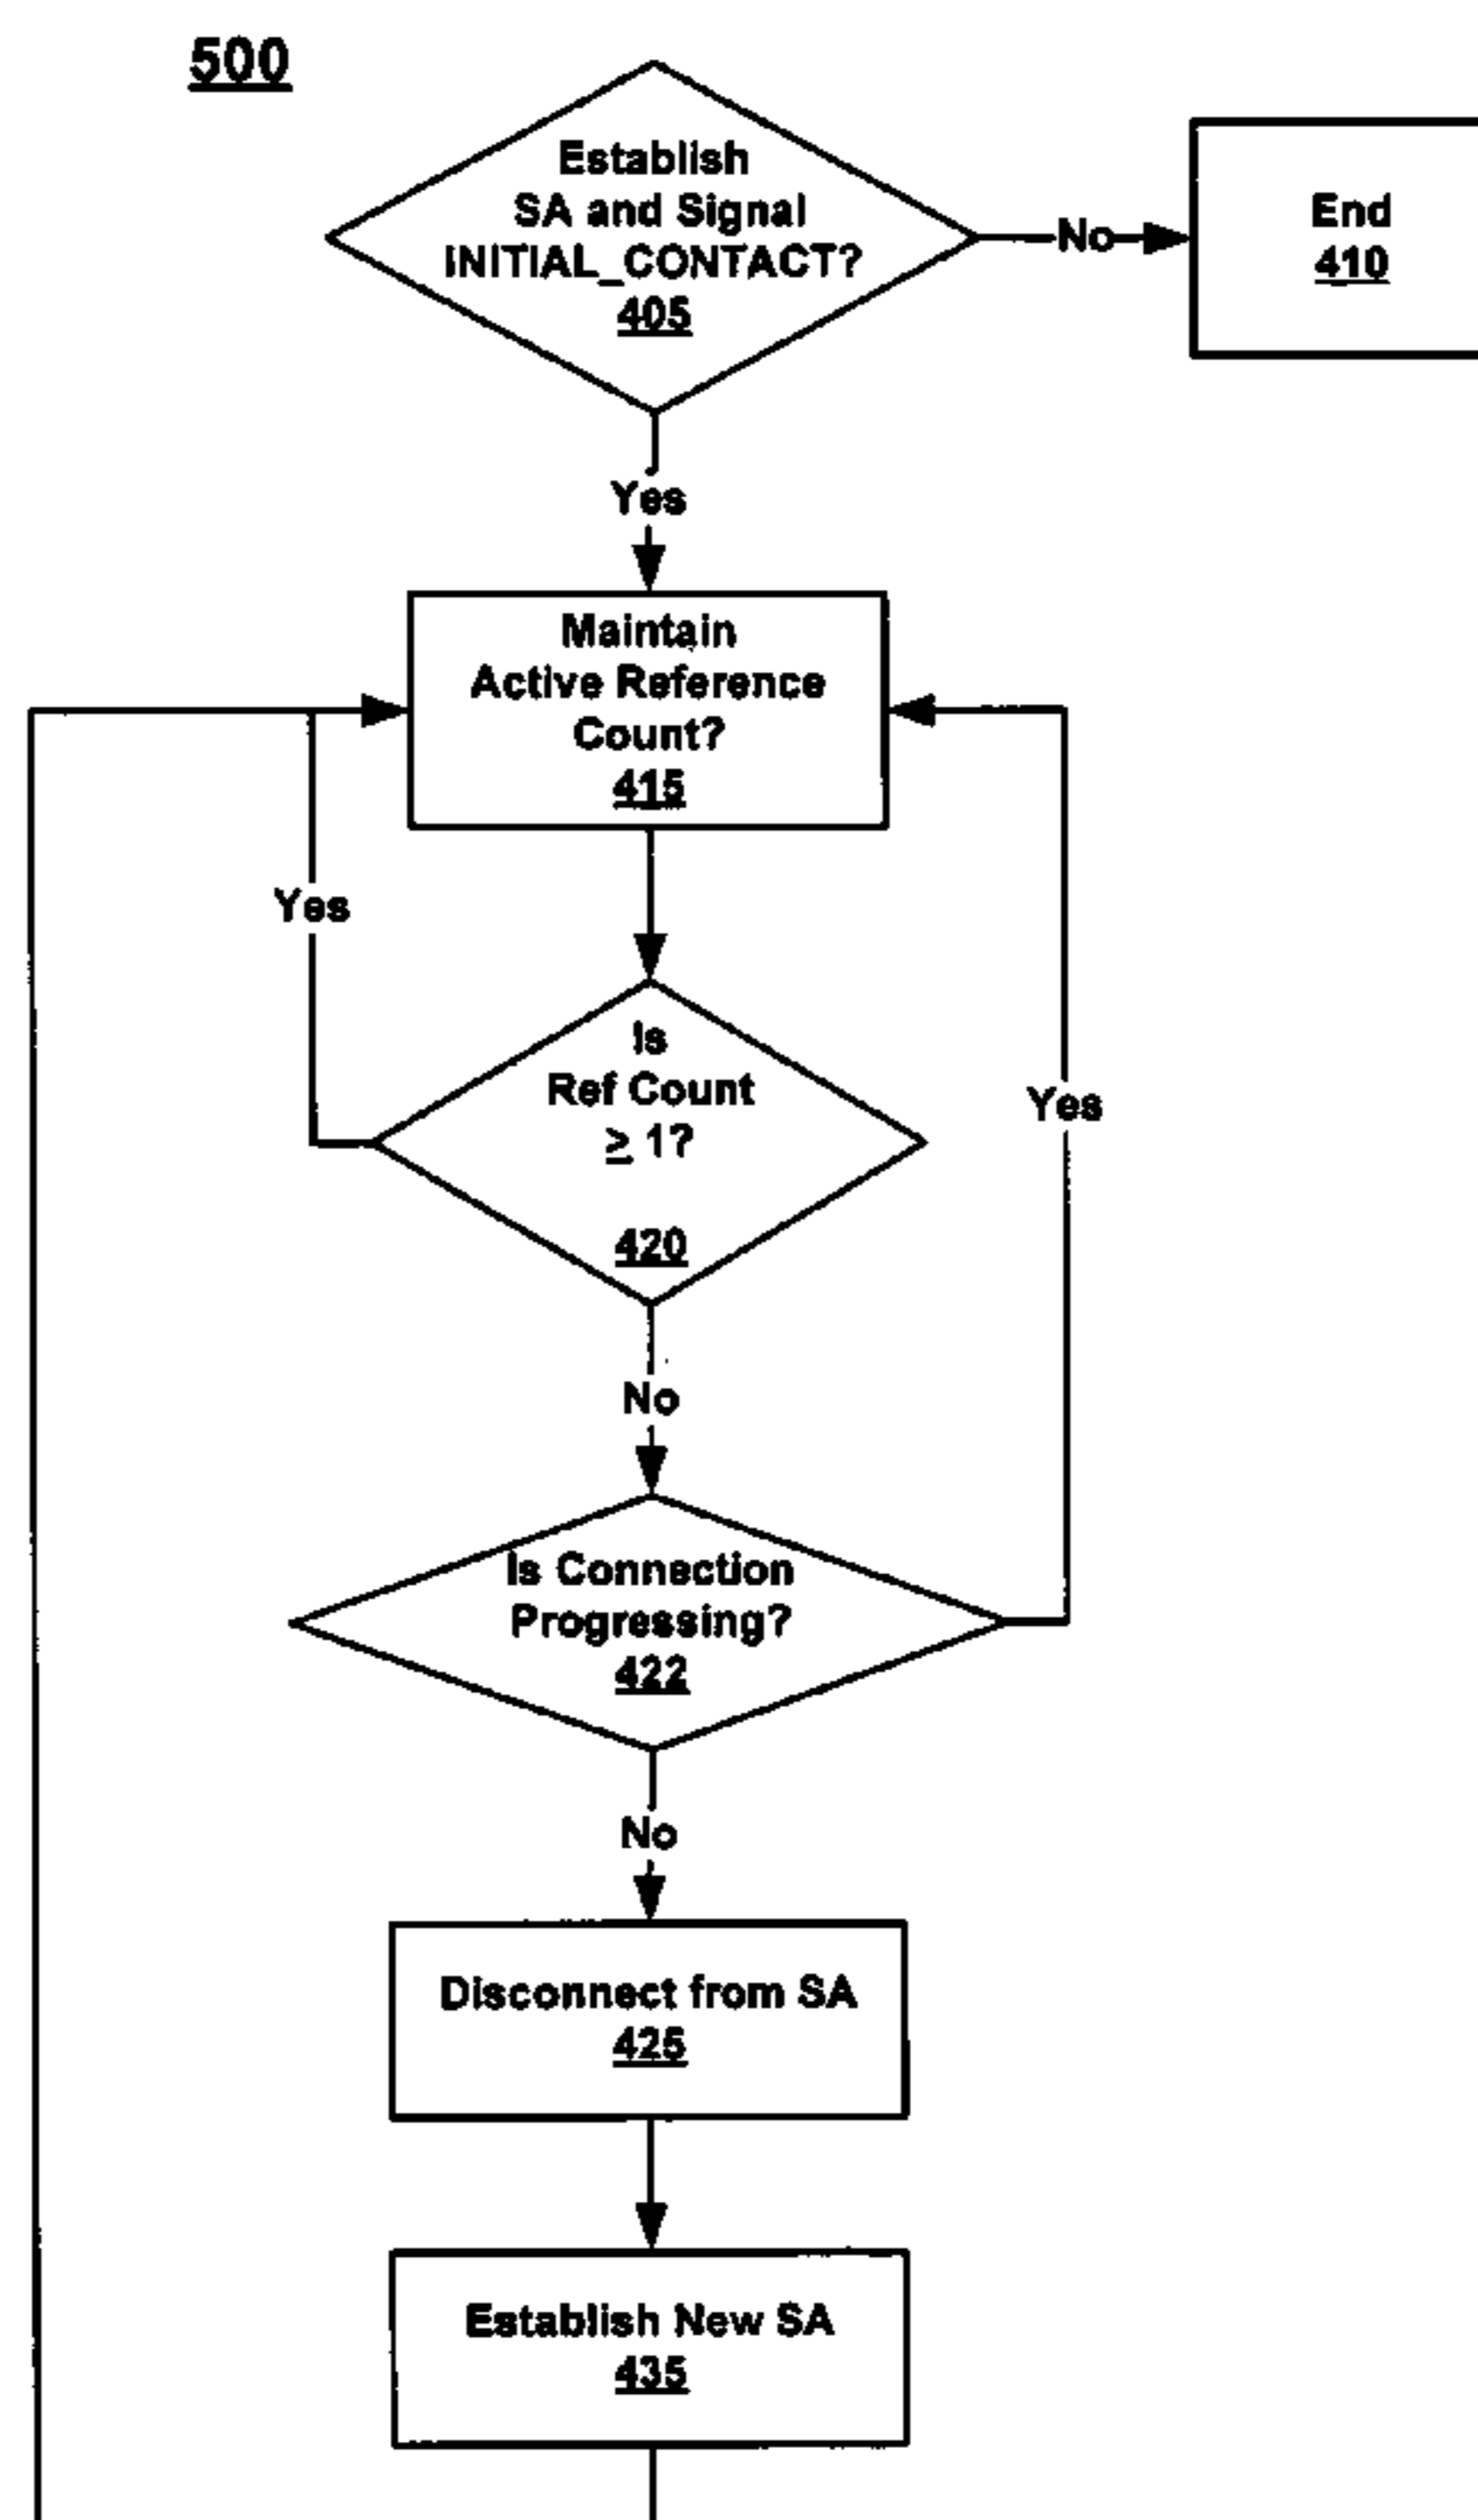 500
Establish
SA and Signal
INITIAL_CONTACT?
405
No
End
410
Yes
Maintain
Active Reference
Count?
415
Yes
Is
Ref Count
≥ 1?
420
Yes
No
Is Connection
Progressing?
422
No
Disconnect from SA
425
Establish New SA
435